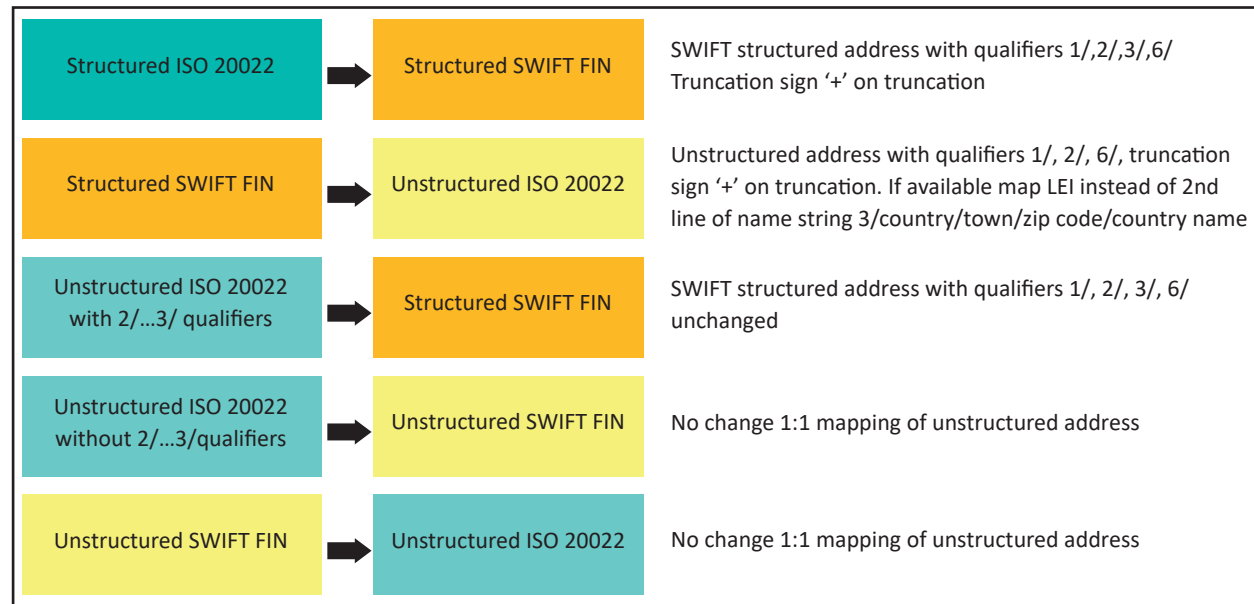 Structured ISO 20022
Structured SWIFT FIN
SWIFT structured address with qualifiers 1/,2/,3/,6/
Truncation sign ‘+’ on truncation
Structured SWIFT FIN
Unstructured ISO 20022
Unstructured address with qualifiers 1/, 2/, 6/, truncation
sign ‘+’ on truncation. If available map LEI instead of 2nd
line of name string 3/country/town/zip code/country name
Unstructured ISO 20022
with 2/...3/ qualifiers
Structured SWIFT FIN
SWIFT structured address with qualifiers 1/, 2/, 3/, 6/
unchanged
Unstructured ISO 20022
without 2/...3/qualifiers
Unstructured SWIFT FIN
No change 1:1 mapping of unstructured address
Unstructured SWIFT FIN
Unstructured ISO 20022
No change 1:1 mapping of unstructured address